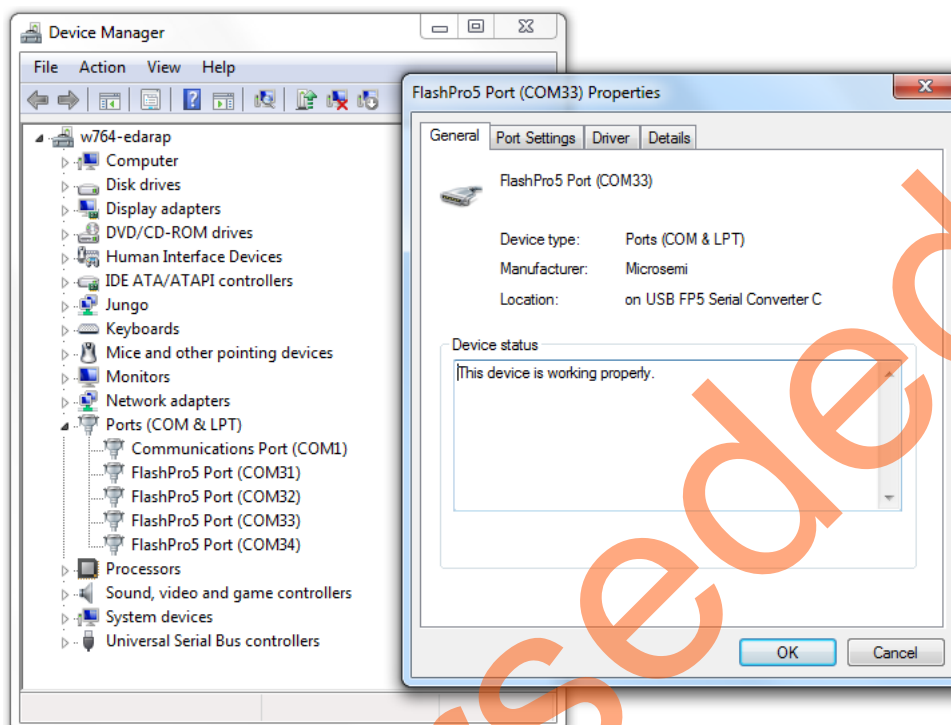 Device Manager
File Action View Help
w764-edarap
Computer
Disk drives
Display adapters
DVD/CD-ROM drives
Human Interface Devices
IDE ATA/ATAPI controllers
Jungo
Keyboards
Mice and other pointing devices
Monitors
Network adapters
Ports (COM & LPT)
Communications Port (COM1)
FlashPro5 Port (COM31)
FlashPro5 Port (COM32)
FlashPro5 Port (COM33)
FlashPro5 Port (COM34)
Processors
Sound, video and game controllers
System devices
Universal Serial Bus controllers
FlashPro5 Port (COM33) Properties
General Port Settings Driver Details
FlashPro5 Port (COM33)
Device type: Ports (COM & LPT)
Manufacturer: Microsemi
Location: on USB FP5 Serial Converter C
Device status
This device is working properly.
OK Cancel
rseded